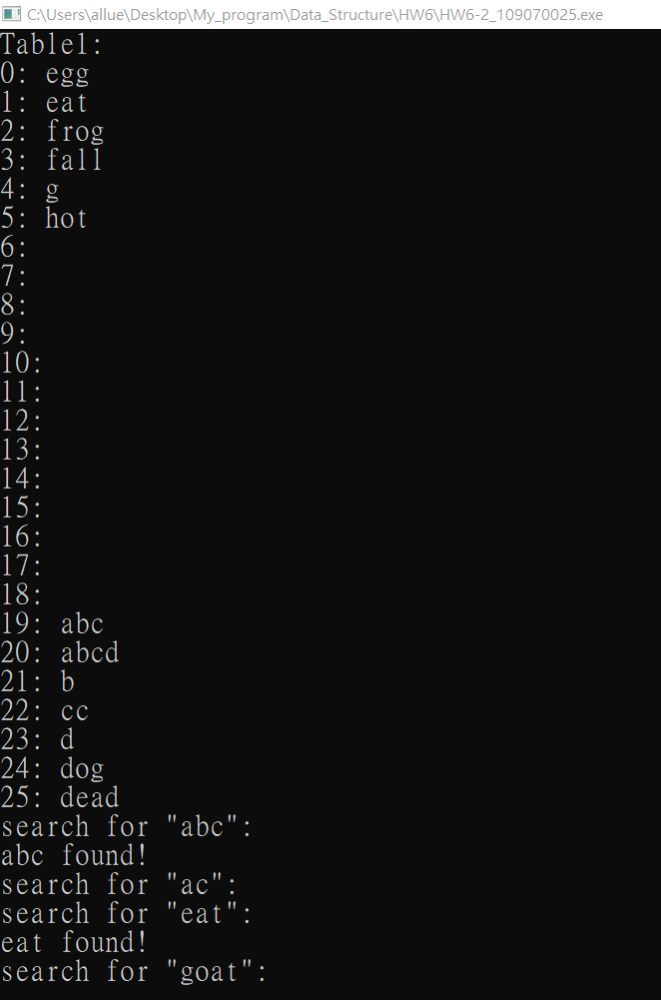 C:\Users\allue\Desktop\My_program\Data_Structure\HW6\HW6-2_109070025.exe
Table1:
0: egg
1: eat
2: frog
3: fall
4: g
5: hot
6:
7:
8:
9:
10:
11:
12:
13:
14:
15:
16:
17:
18:
19: abc
20: abcd
21: b
22: cc
23: d
24: dog
25: dead
search for "abc":
abc found!
search for "ac":
search for "eat":
eat found!
search for "goat":